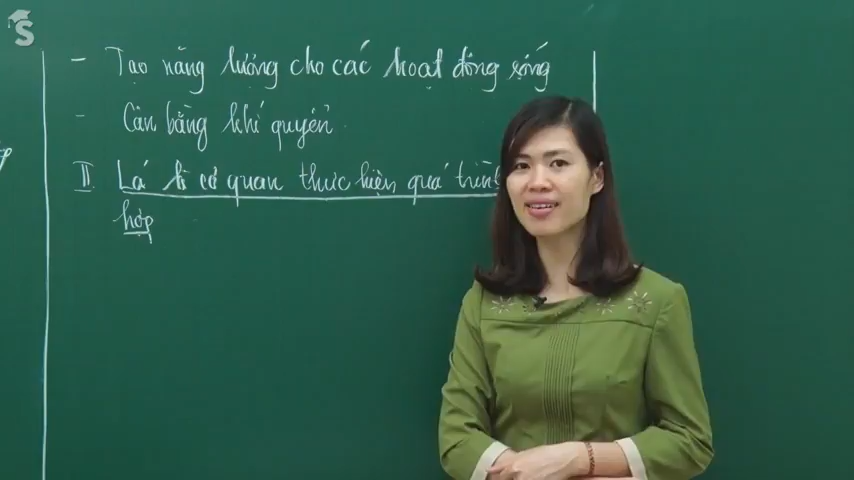 - Tạo năng lượng cho các hoạt động sống
- Cân bằng khí quyển
II. Lá là cơ quan thực hiện quá trình
hợp
S